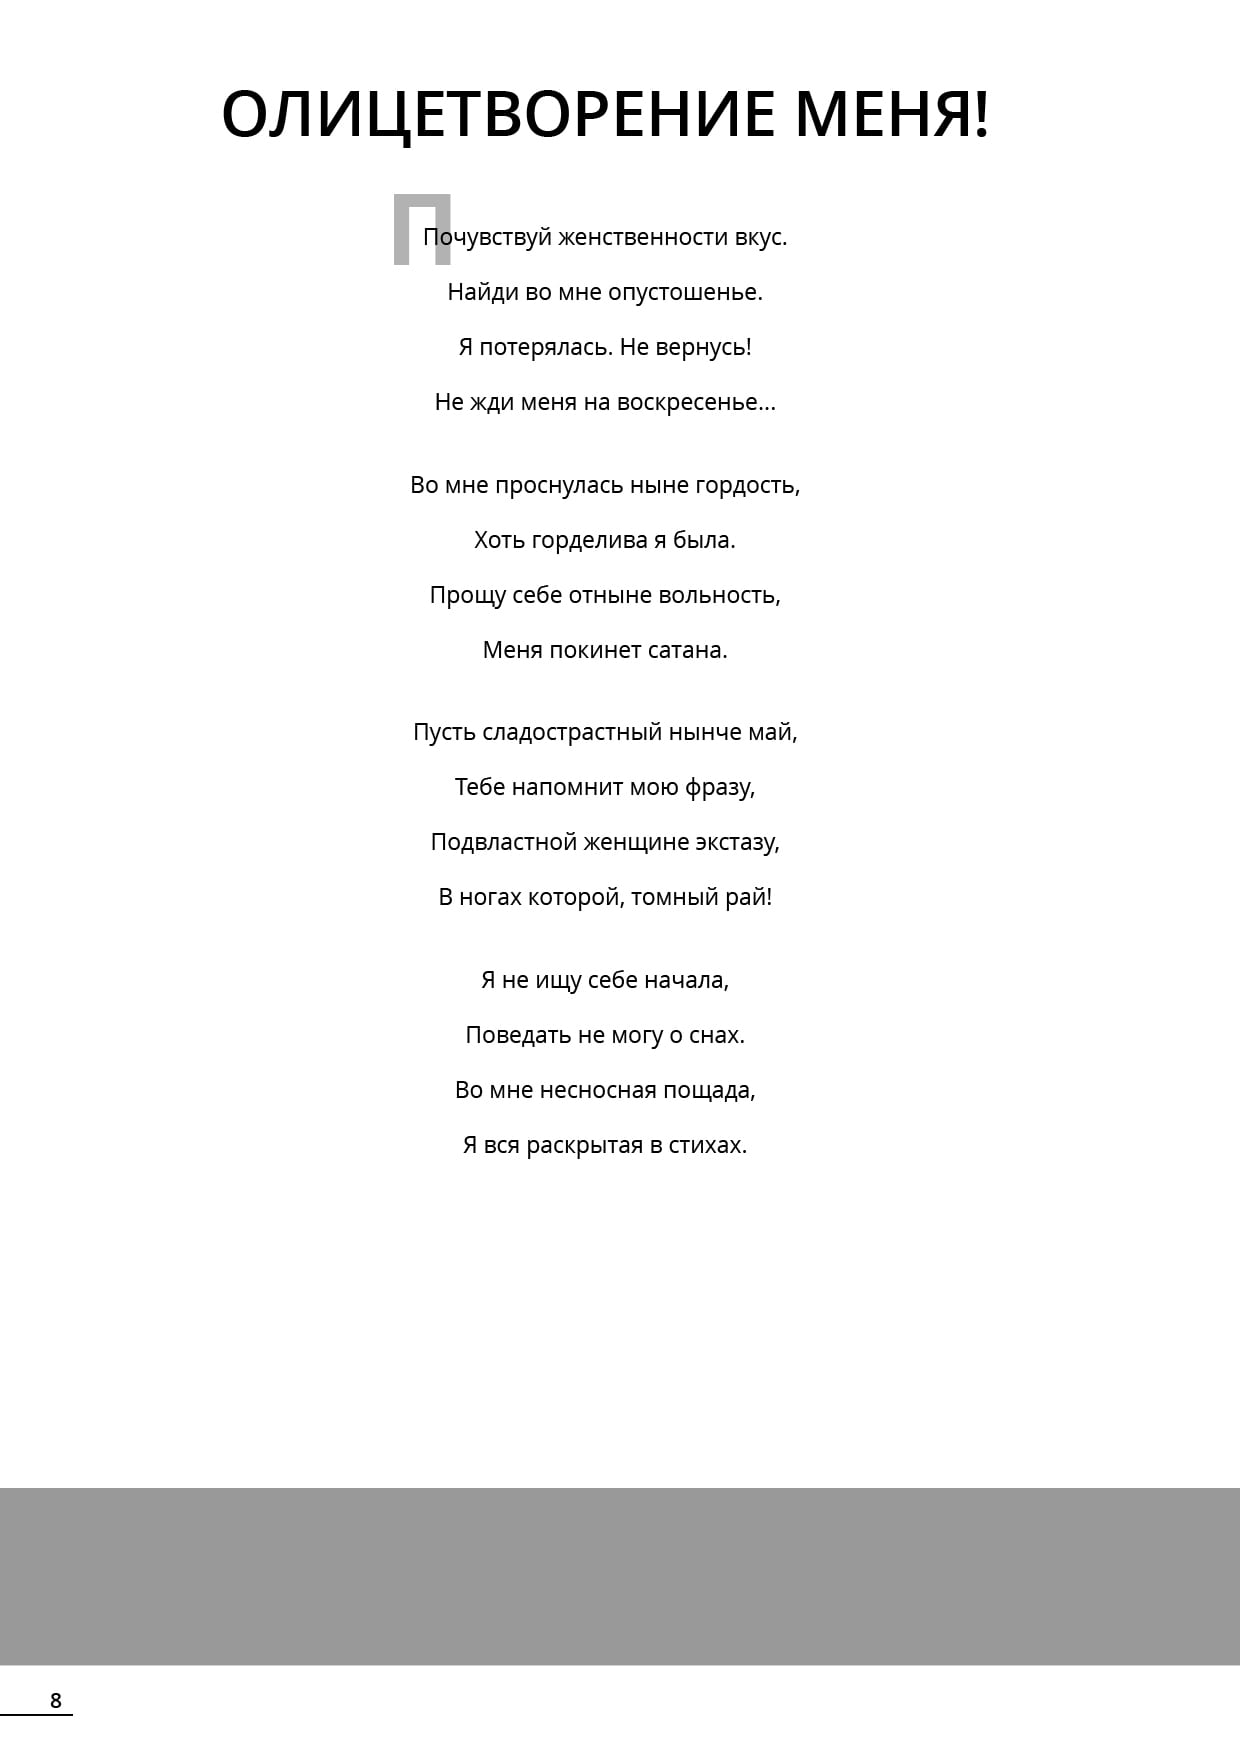 ОЛИЦЕТВОРЕНИЕ МЕНЯ!
Почувствуй женственности вкус.
Найди во мне опустошенье.
Я потерялась. Не вернусь!
Не жди меня на воскресенье...
Во мне проснулась ныне гордость,
Хоть горделива я была.
Прощу себе отныне вольность,
Меня покинет сатана.
Пусть сладострастный нынче май,
Тебе напомнит мою фразу,
Подвластной женщине экстазу,
В ногах которой, томный рай!
Я не ищу себе начала,
Поведать не могу о снах.
Во мне несносная пощада,
Я вся раскрытая в стихах.
8